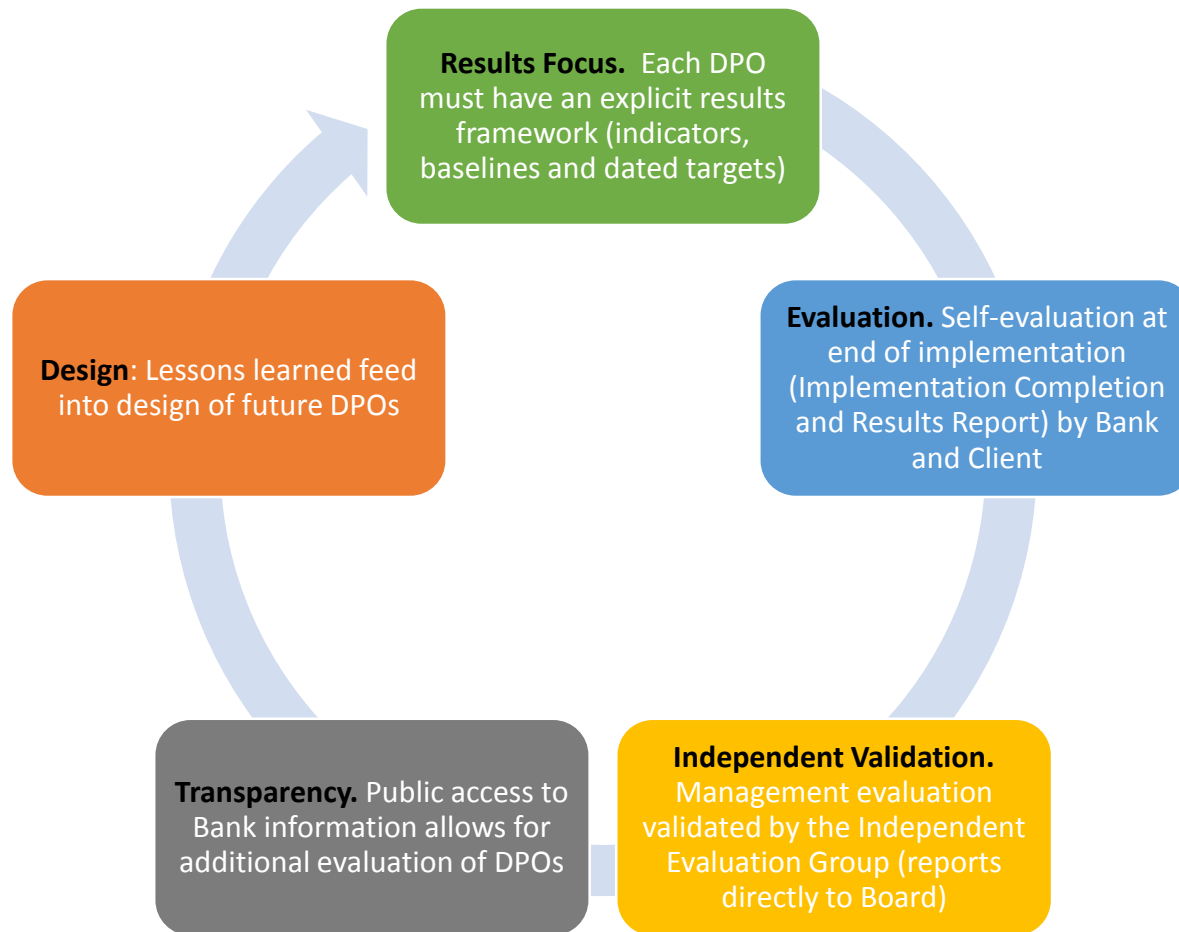 Results Focus.  Each DPO
must have an explicit results
framework (indicators,
baselines and dated targets)
Evaluation. Self-evaluation at
end of implementation
(Implementation Completion
and Results Report) by Bank
and Client
Independent Validation.
Management evaluation
validated by the Independent
Evaluation Group (reports
directly to Board)
Transparency. Public access to
Bank information allows for
additional evaluation of DPOs
Design: Lessons learned feed
into design of future DPOs